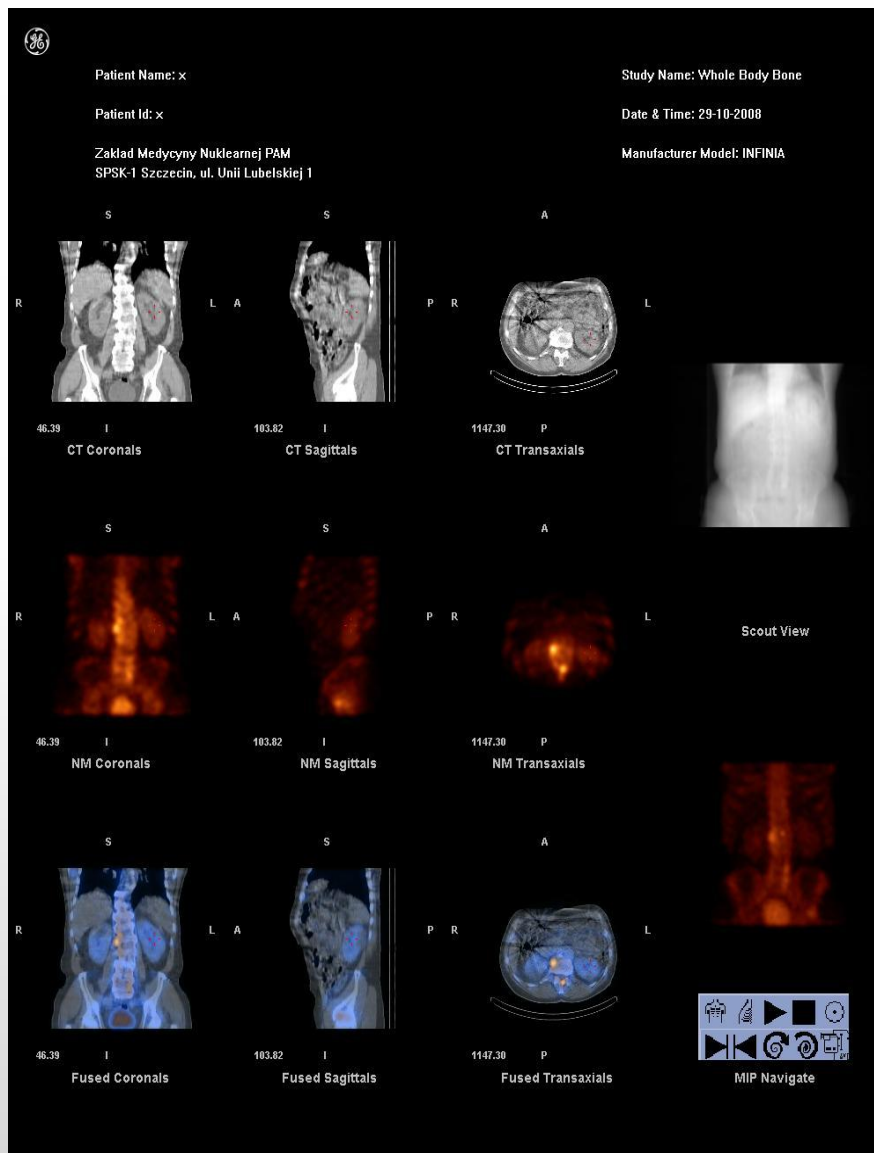 Patient Name: x
Study Name: Whole Body Bone
Patient Id: x
Date & Time: 29-10-2008
Zaklad Medycyny Nuklearnej PAM
Manufacturer Model: INFINIA
SPSK-1 Szczecin, ul. Unii Lubelskiej 1
S S A
R L A P R L
46.39 I 103.82 I 1147.30 P
CT Coronals CT Sagittals CT Transaxials
S S A
R L A P R L
Scout View
46.39 I 103.82 I 1147.30 P
NM Coronals NM Sagittals NM Transaxials
S S A
R L A P R L
46.39 I 103.82 I 1147.30 P
Fused Coronals Fused Sagittals Fused Transaxials MIP Navigate